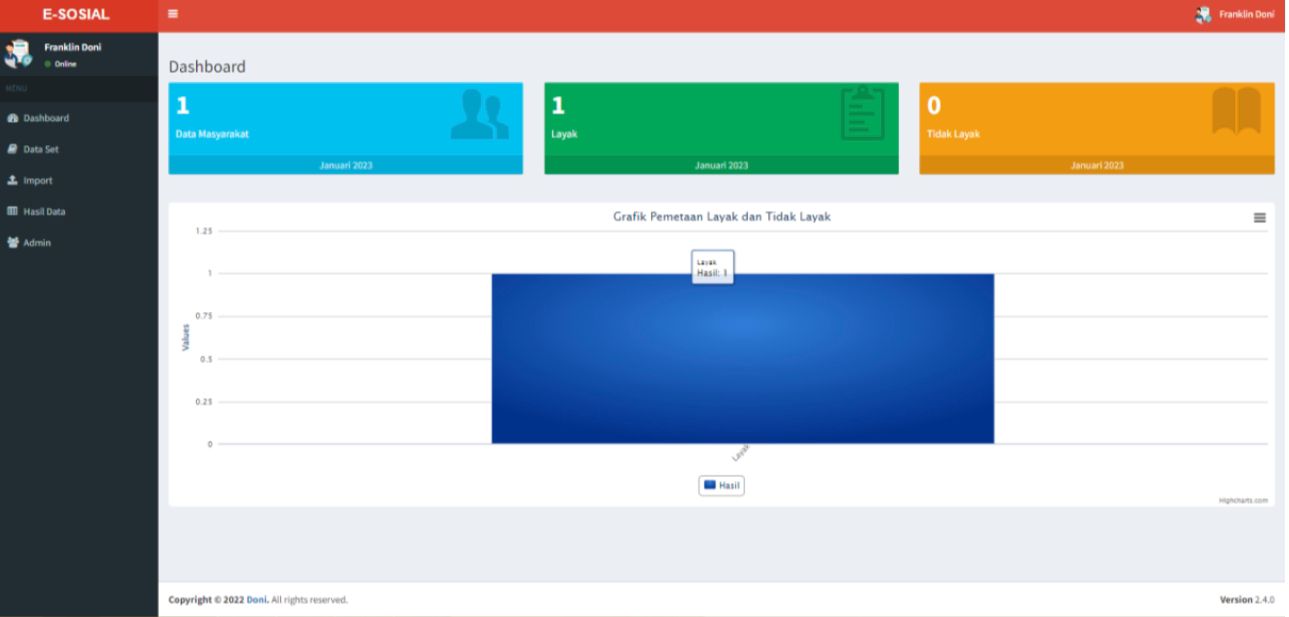 E-SOSIAL
Franklin Doni
Franklin Doni
Online
MENU
Dashboard
Data Set
Import
Hasil Data
Admin
Dashboard
1
Data Masyarakat
Januari 2023
1
Layak
Januari 2023
0
Tidak Layak
Januari 2023
Grafik Pemetaan Layak dan Tidak Layak
Values
1.25
1
0.75
0.5
0.25
0
Layak
Hasil: 1
Layak
Hasil
Highcharts.com
Copyright © 2022 Doni. All rights reserved.
Version 2.4.0